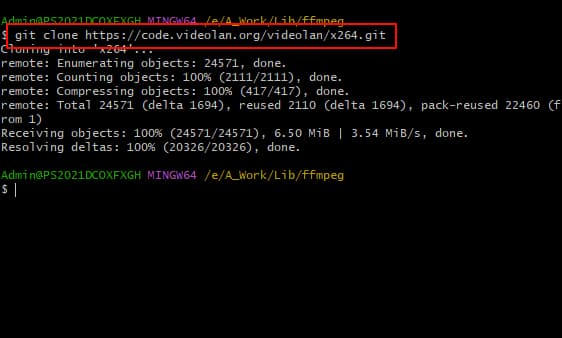 Admin@PS2021DCOXFXGH MINGW64 /e/A_Work/Lib/ffmpeg
$ git clone https://code.videolan.org/videolan/x264.git
Cloning into 'x264'...
remote: Enumerating objects: 24571, done.
remote: Counting objects: 100% (2111/2111), done.
remote: Compressing objects: 100% (417/417), done.
remote: Total 24571 (delta 1694), reused 2110 (delta 1694), pack-reused 22460 (f
rom 1)
Receiving objects: 100% (24571/24571), 6.50 MiB | 3.54 MiB/s, done.
Resolving deltas: 100% (20326/20326), done.
Admin@PS2021DCOXFXGH MINGW64 /e/A_Work/Lib/ffmpeg
$